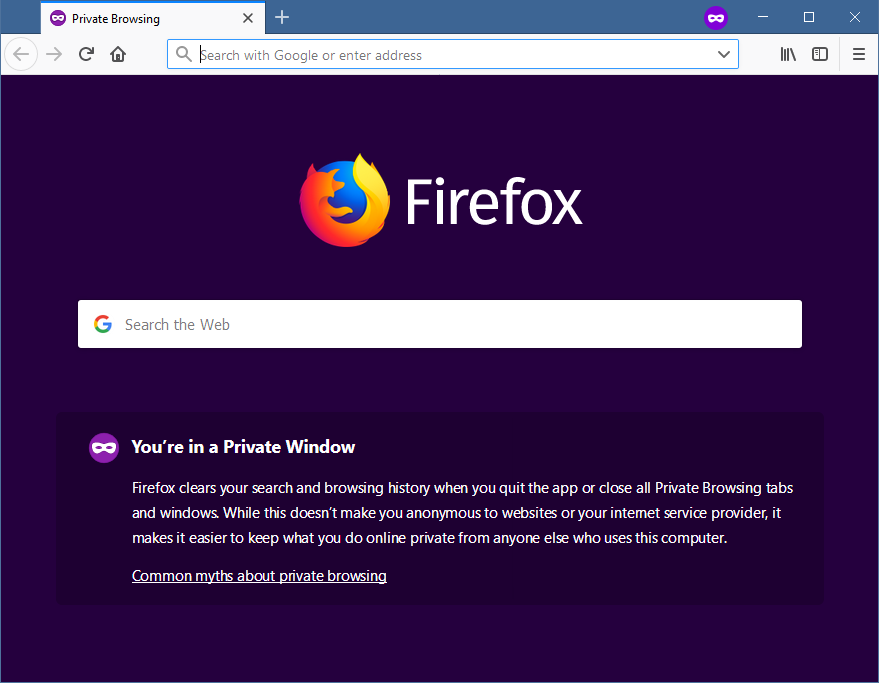 Private Browsing
Search with Google or enter address
Firefox
Search the Web
You're in a Private Window
Firefox clears your search and browsing history when you quit the app or close all Private Browsing tabs
and windows. While this doesn't make you anonymous to websites or your internet service provider, it
makes it easier to keep what you do online private from anyone else who uses this computer.
Common myths about private browsing